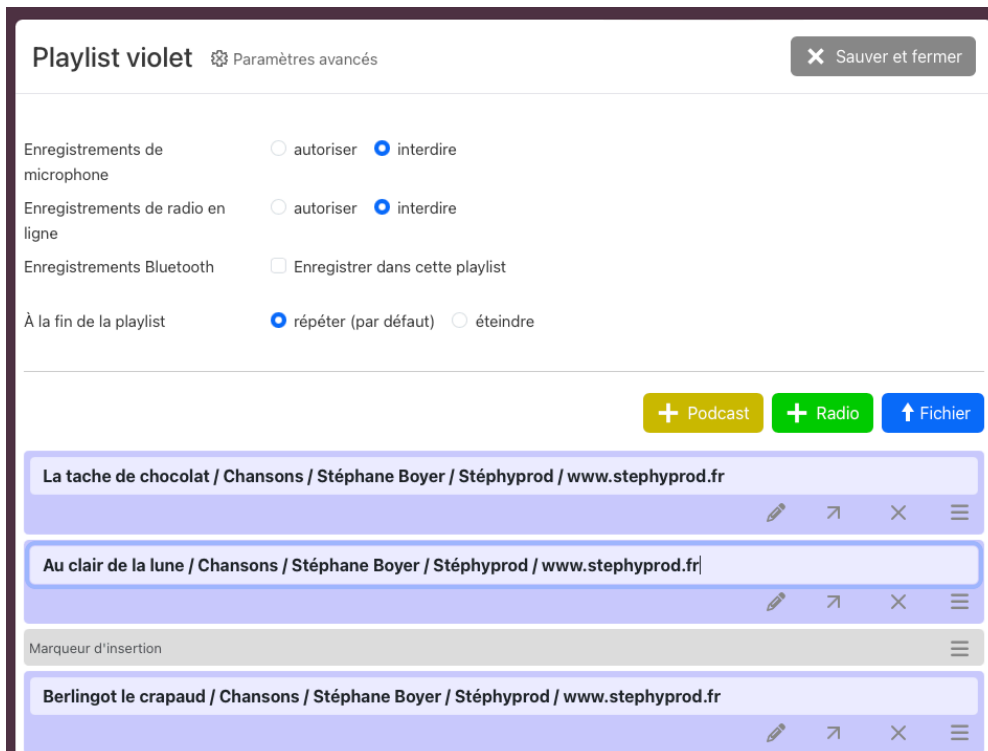 Playlist violet Paramètres avancés Sauver et fermer
Enregistrements de
microphone
autoriser interdire
Enregistrements de radio en
ligne
autoriser interdire
Enregistrements Bluetooth Enregistrer dans cette playlist
À la fin de la playlist répéter (par défaut) éteindre
Podcast Radio Fichier
La tache de chocolat / Chansons / Stéphane Boyer / Stéphyprod / www.stephyprod.fr
Au clair de la lune / Chansons / Stéphane Boyer / Stéphyprod / www.stephyprod.fr
Marqueur d'insertion
Berlingot le crapaud / Chansons / Stéphane Boyer / Stéphyprod / www.stephyprod.fr